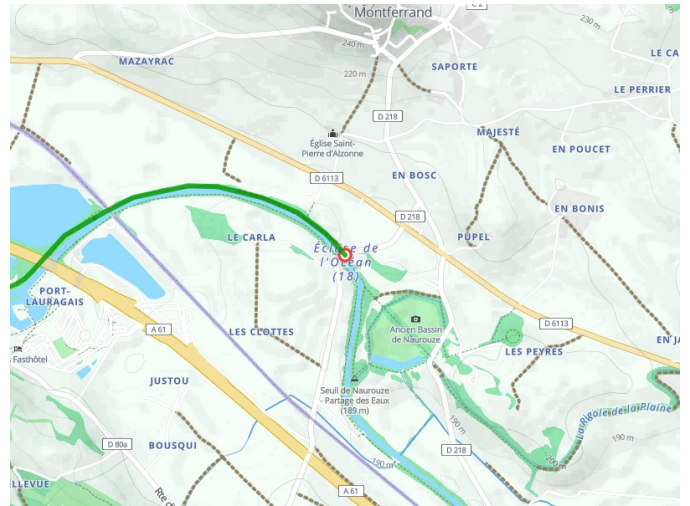 Montferrand
C 2
230 m
240 m
MAZAYRAC
LE CA
SAPORTE
220 m
LE PERRIER
D 218
MAJESTÉ
Église Saint-
Pierre d'Alzonne
EN POUCET
D 6113
EN BOSC
EN BONIS
D 218
LE CARLA
PUPEL
Écluse de
l'Océan
(18)
PORT-
LAURAGAIS
A 61
LES CLOTTES
Ancien Bassin
de Naurouze
D 6113
EN JA
LES PEYRES
Fasthôtel
JUSTOU
Seuil de Naurouze
- Partage des Eaux
(189 m)
La Rigole de la Plaine
190 m
190 m
D 80a
BOUSQUI
D 218
200 m
190 m
ELLEVUE
Rte d
A 61